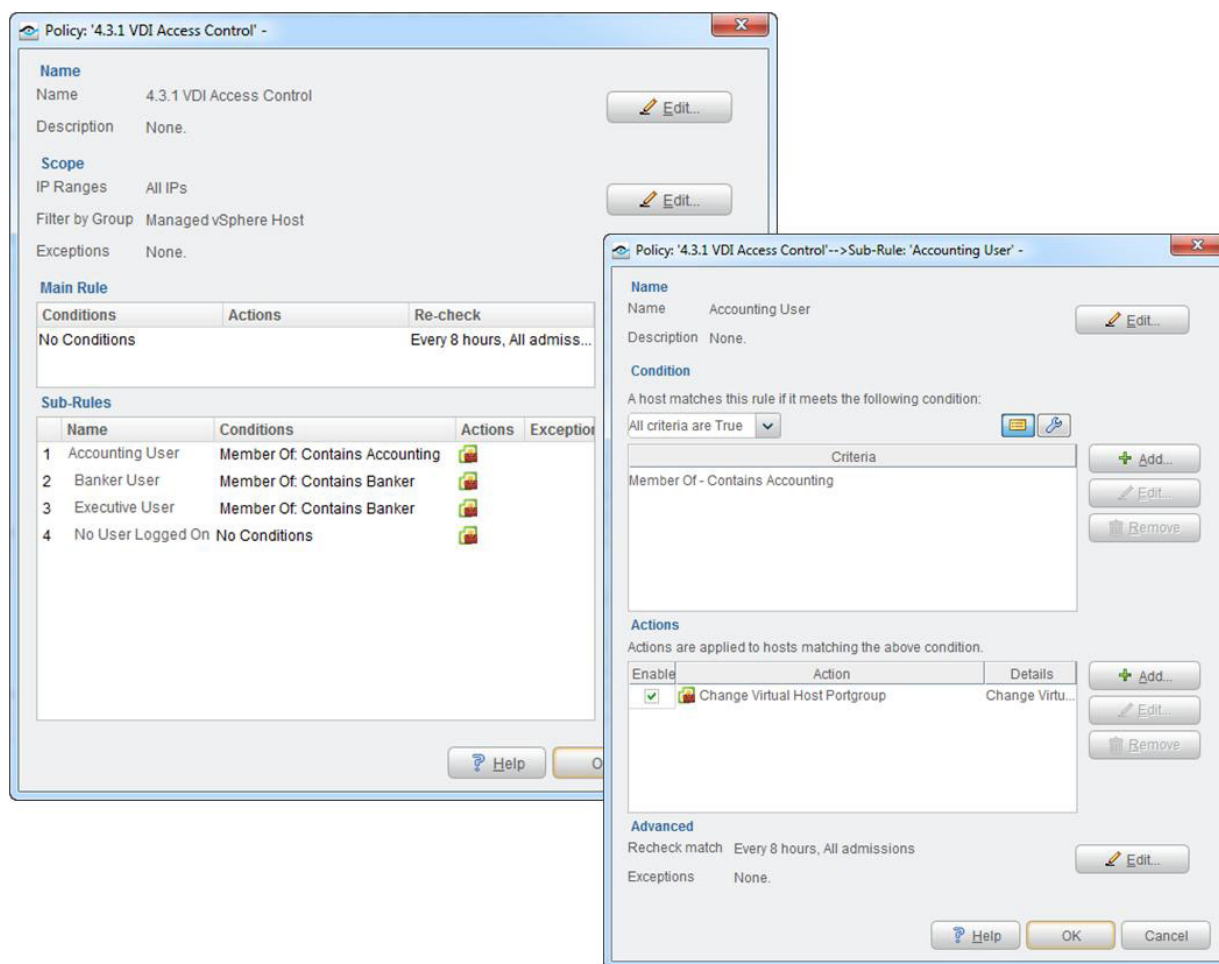 Policy: '4.3.1 VDI Access Control' -
Name
Name 4.3.1 VDI Access Control
Edit...
Description None.
Scope
IP Ranges All IPs
Edit...
Filter by Group Managed vSphere Host
Exceptions None.
Main Rule
Conditions Actions Re-check
No Conditions Every 8 hours, All admiss...
Sub-Rules
Name Conditions Actions Exception
1 Accounting User Member Of: Contains Accounting
2 Banker User Member Of: Contains Banker
3 Executive User Member Of: Contains Banker
4 No User Logged On No Conditions
Help O
Policy: '4.3.1 VDI Access Control'-->Sub-Rule: 'Accounting User' -
Name
Name Accounting User
Edit...
Description None.
Condition
A host matches this rule if it meets the following condition:
All criteria are True
Criteria
Add...
Member Of - Contains Accounting
Edit...
Remove
Actions
Actions are applied to hosts matching the above condition.
Enable Action Details
Add...
Change Virtual Host Portgroup Change Virtu...
Edit...
Remove
Advanced
Recheck match Every 8 hours, All admissions
Edit...
Exceptions None.
Help OK Cancel